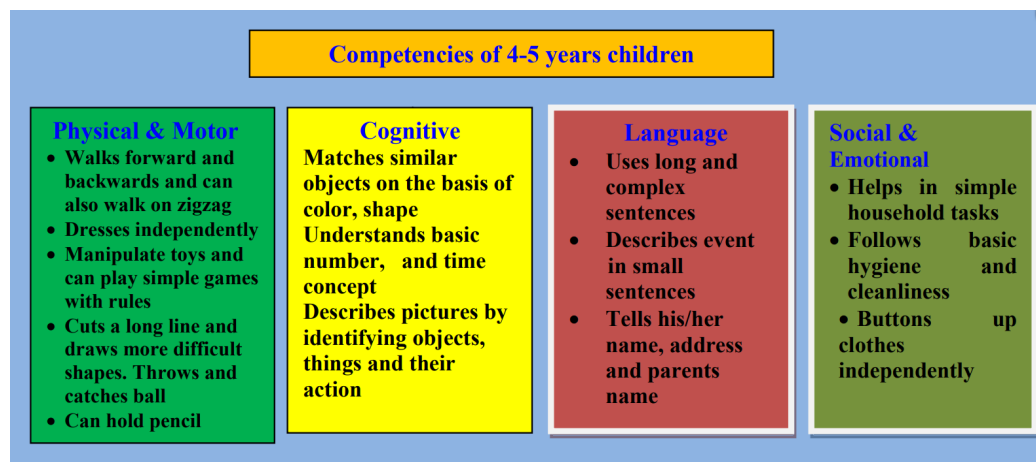 Competencies of 4-5 years children
Physical & Motor
• Walks forward and
backwards and can
also walk on zigzag
• Dresses independently
• Manipulate toys and
can play simple games
with rules
• Cuts a long line and
draws more difficult
shapes. Throws and
catches ball
• Can hold pencil
Cognitive
Matches similar
objects on the basis of
color, shape
Understands basic
number, and time
concept
Describes pictures by
identifying objects,
things and their
action
Language
• Uses long and
complex
sentences
• Describes event
in small
sentences
• Tells his/her
name, address
and parents
name
Social &
Emotional
• Helps in simple
household tasks
• Follows basic
hygiene and
cleanliness
• Buttons up
clothes
independently